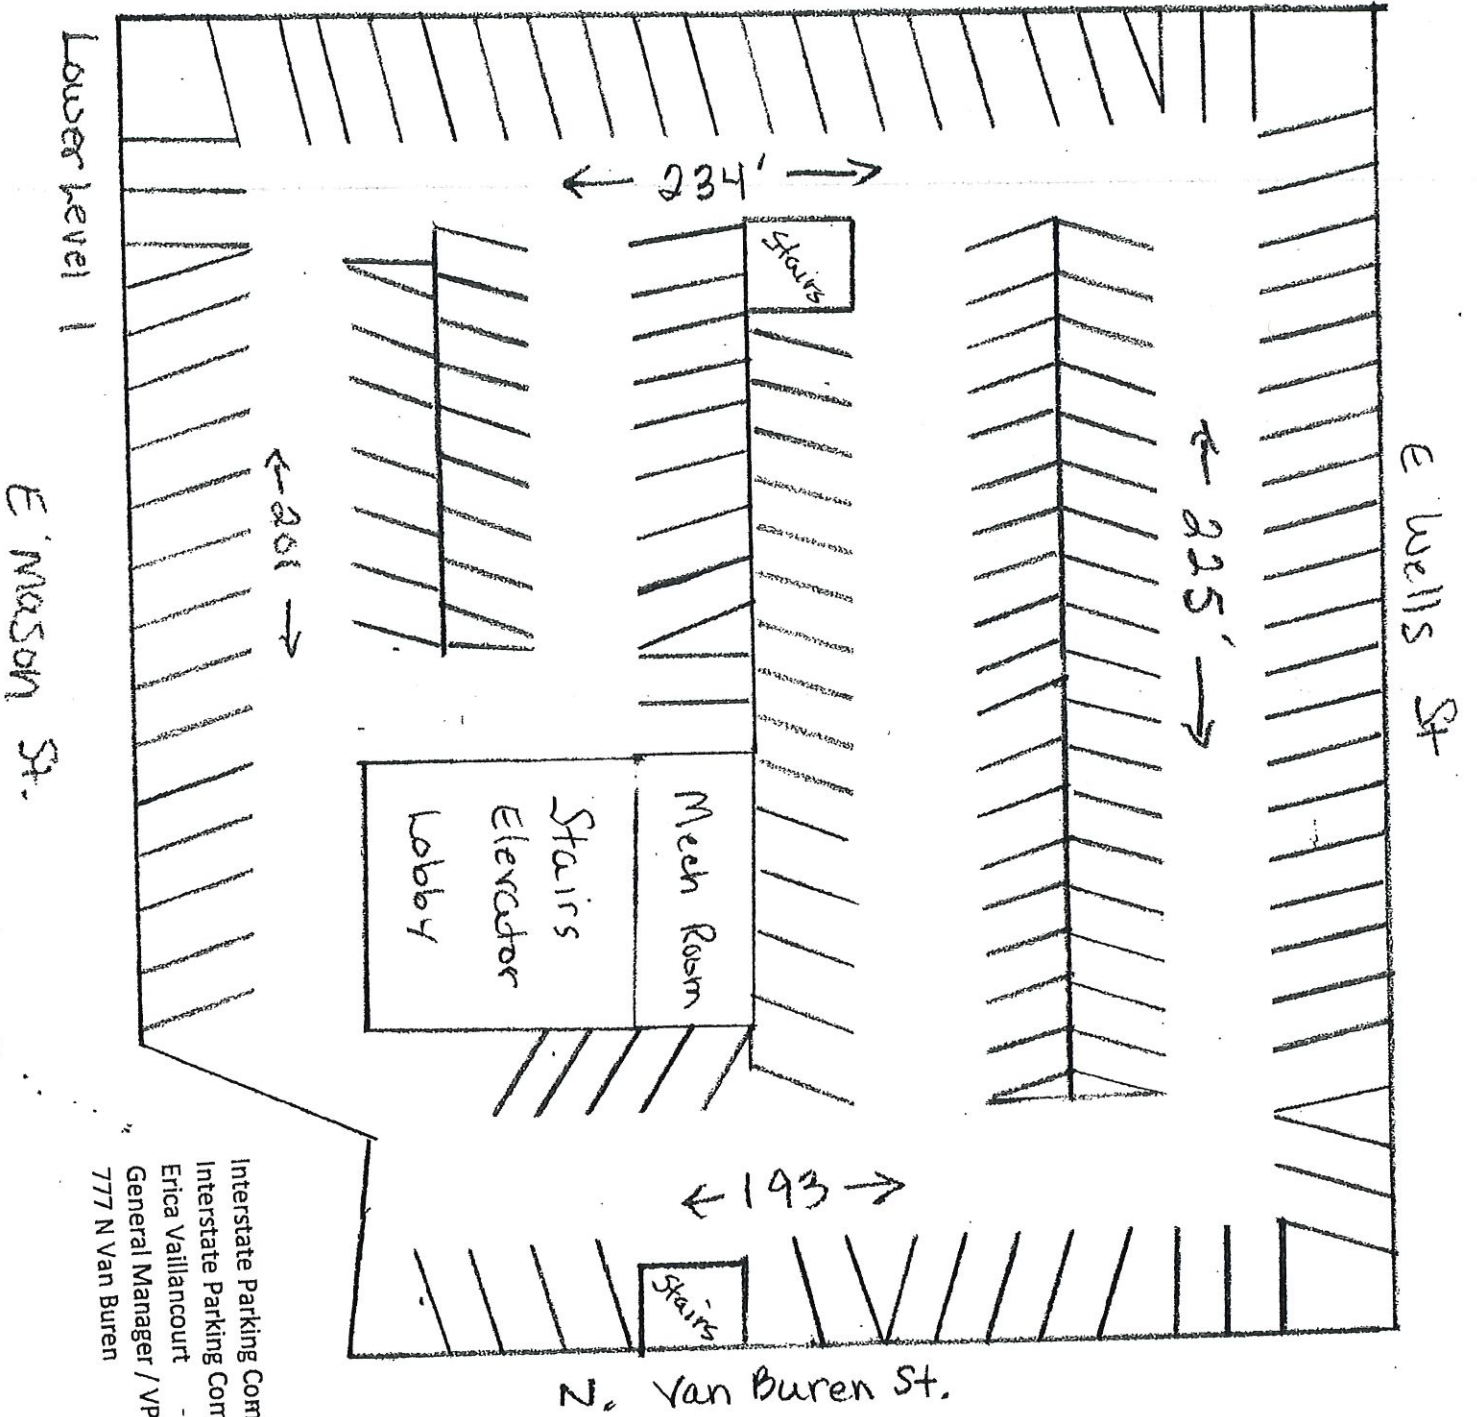 Lower Level 1
E Wells St
← 234' →
Stairs
← 225' →
← 201 →
Mech Room
Stairs
Elevator
Lobby
E Mason St.
← 193 →
Stairs
N. Van Buren St.
Interstate Parking Com
Interstate Parking Com
Erica Vaillancourt -
General Manager / VP
777 N Van Buren